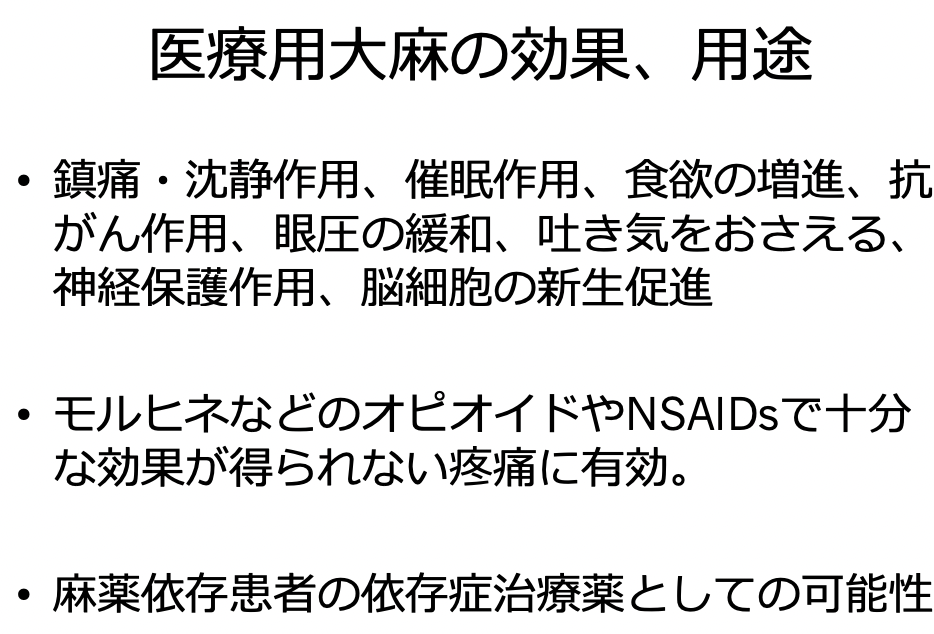 医療用大麻の効果、用途
• 鎮痛・沈静作用、催眠作用、食欲の増進、抗
がん作用、眼圧の緩和、吐き気をおさえる、
神経保護作用、脳細胞の新生促進
• モルヒネなどのオピオイドやNSAIDsで十分
な効果が得られない疼痛に有効。
• 麻薬依存患者の依存症治療薬としての可能性